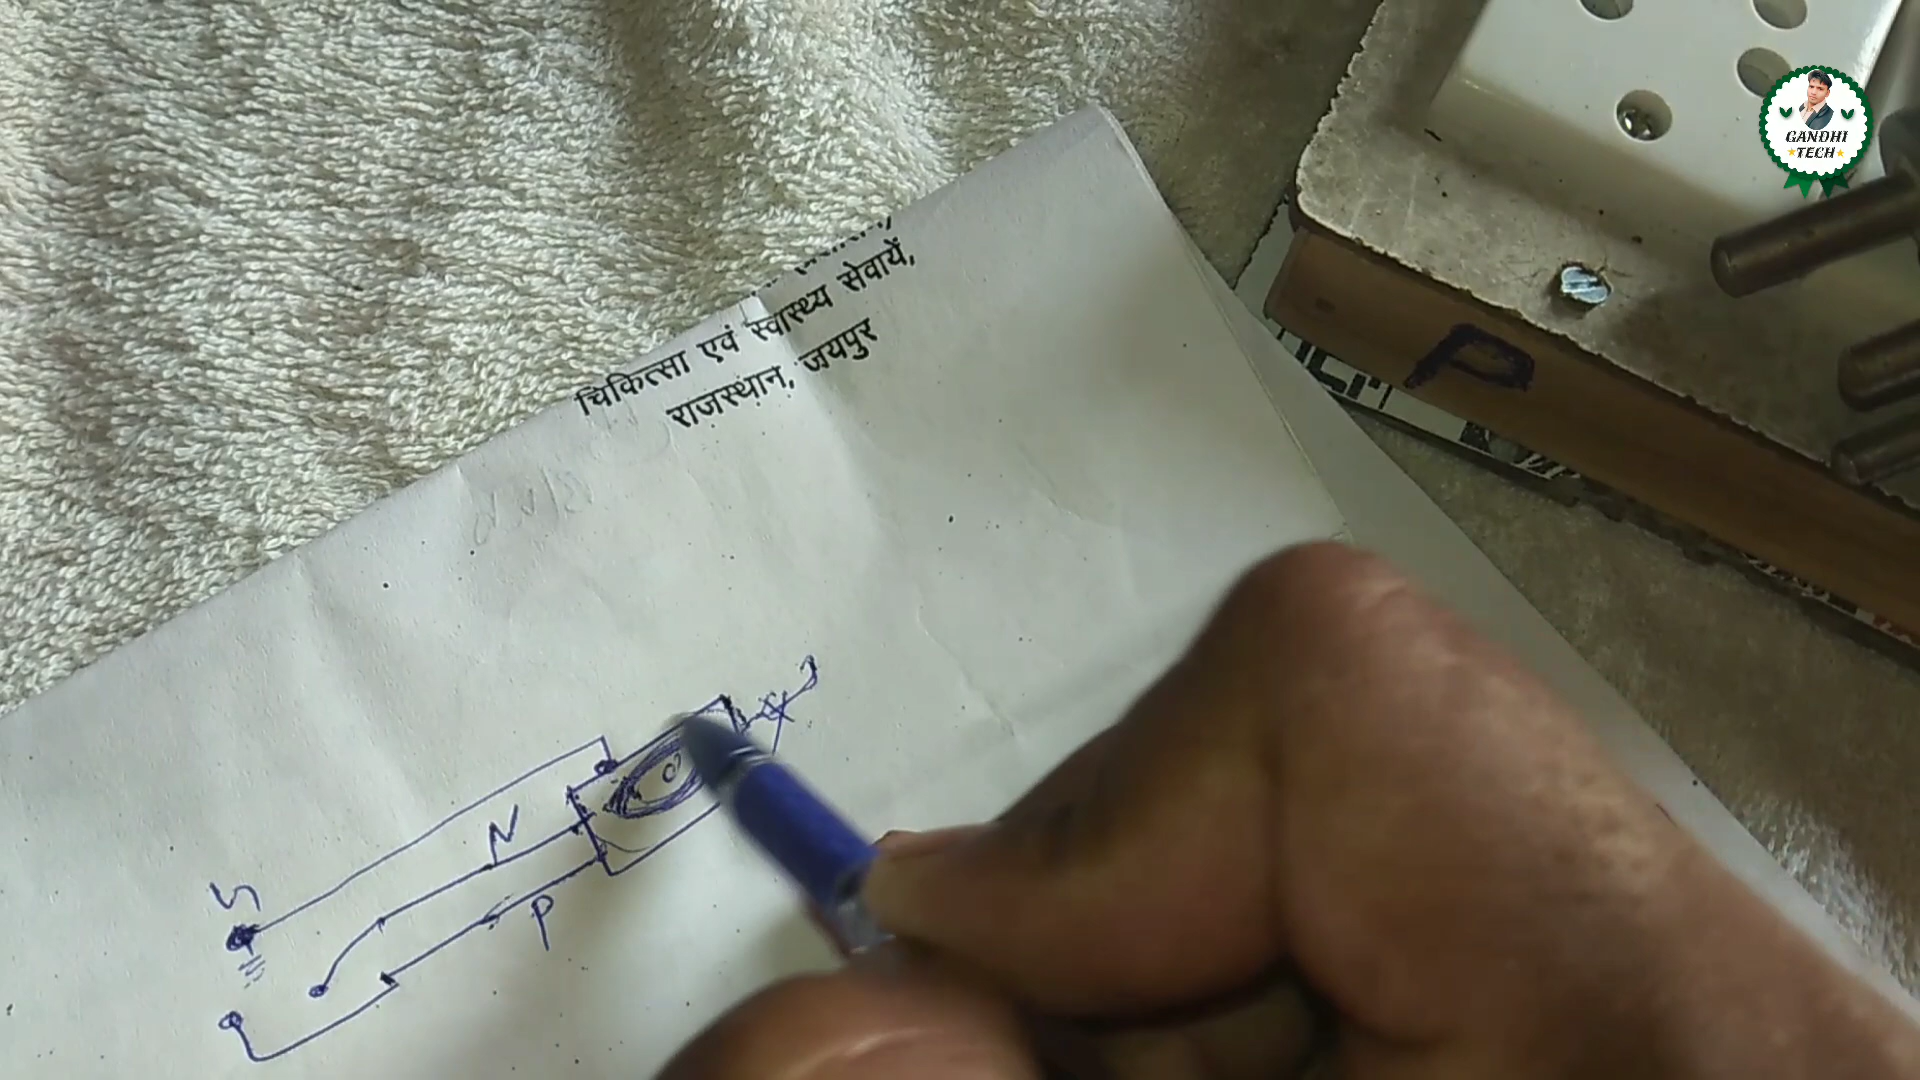 चिकित्सा एवं स्वास्थ्य सेवायें,
राजस्थान, जयपुर
GANDHI
TECH
P
N
P